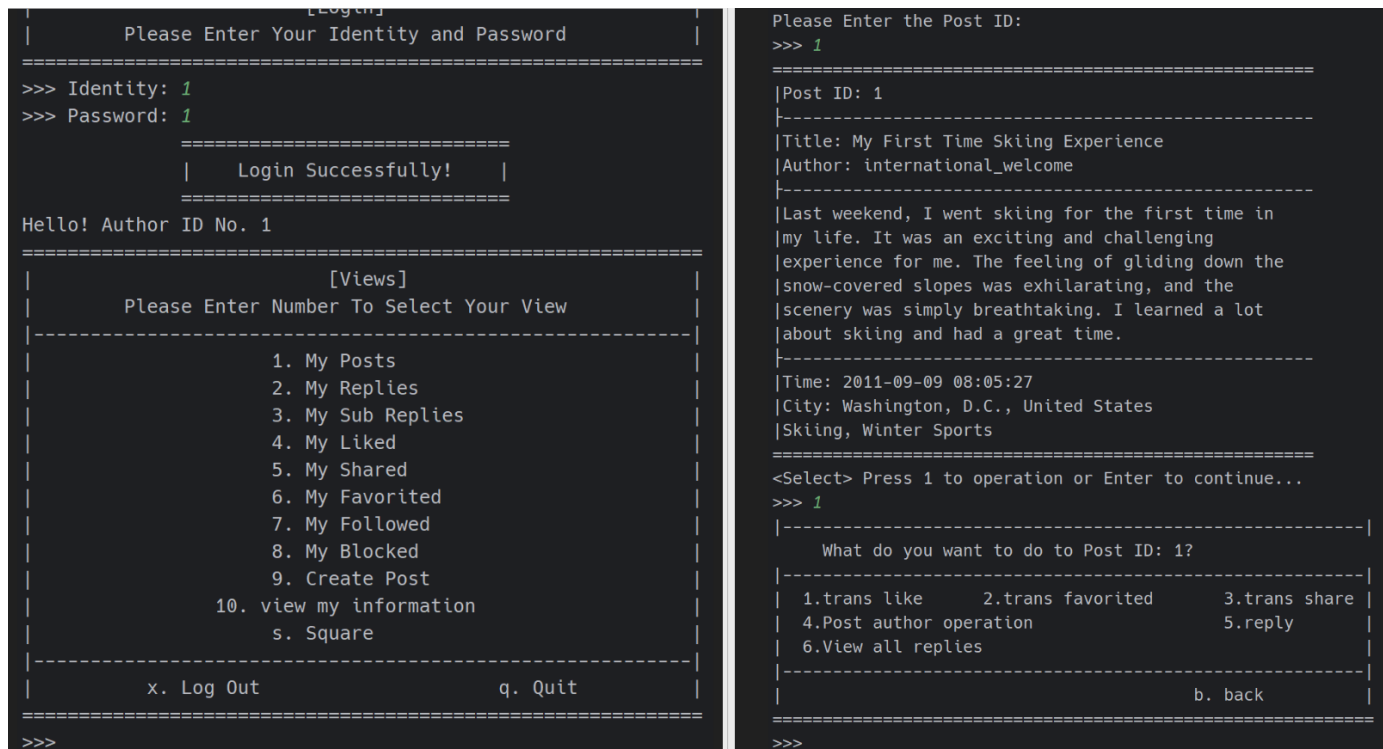 [Login]
|        Please Enter Your Identity and Password           |
============================================================
>>> Identity: 1
>>> Password: 1
=============================
|    Login Successfully!    |
=============================
Hello! Author ID No. 1
============================================================
|                          [Views]                         |
|        Please Enter Number To Select Your View           |
|----------------------------------------------------------|
|                     1. My Posts                          |
|                     2. My Replies                        |
|                     3. My Sub Replies                    |
|                     4. My Liked                          |
|                     5. My Shared                         |
|                     6. My Favorited                      |
|                     7. My Followed                       |
|                     8. My Blocked                        |
|                     9. Create Post                       |
|                10. view my information                   |
|                     s. Square                            |
|----------------------------------------------------------|
|          x. Log Out                     q. Quit          |
============================================================
>>>
Please Enter the Post ID:
>>> 1
======================================================
|Post ID: 1
├-----------------------------------------------------
|Title: My First Time Skiing Experience
|Author: international_welcome
├-----------------------------------------------------
|Last weekend, I went skiing for the first time in
|my life. It was an exciting and challenging
|experience for me. The feeling of gliding down the
|snow-covered slopes was exhilarating, and the
|scenery was simply breathtaking. I learned a lot
|about skiing and had a great time.
├-----------------------------------------------------
|Time: 2011-09-09 08:05:27
|City: Washington, D.C., United States
|Skiing, Winter Sports
======================================================
<Select> Press 1 to operation or Enter to continue...
>>> 1
|----------------------------------------------------------|
    What do you want to do to Post ID: 1?
|----------------------------------------------------------|
|  1.trans like      2.trans favorited       3.trans share |
|  4.Post author operation                   5.reply       |
|  6.View all replies                                      |
|----------------------------------------------------------|
|                                         b. back          |
============================================================
>>>